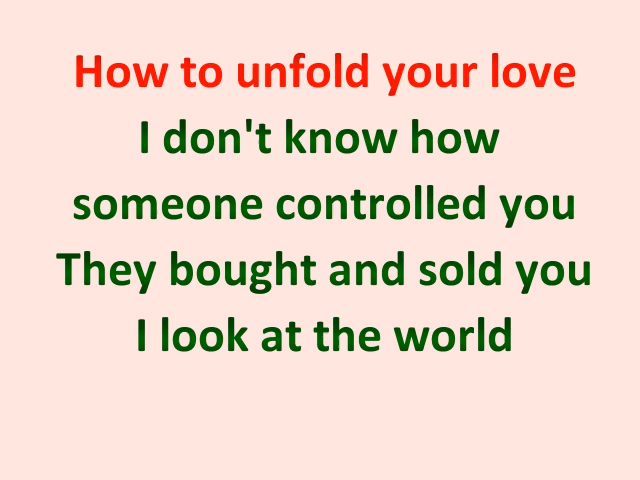 How to unfold your love
I don't know how
someone controlled you
They bought and sold you
I look at the world